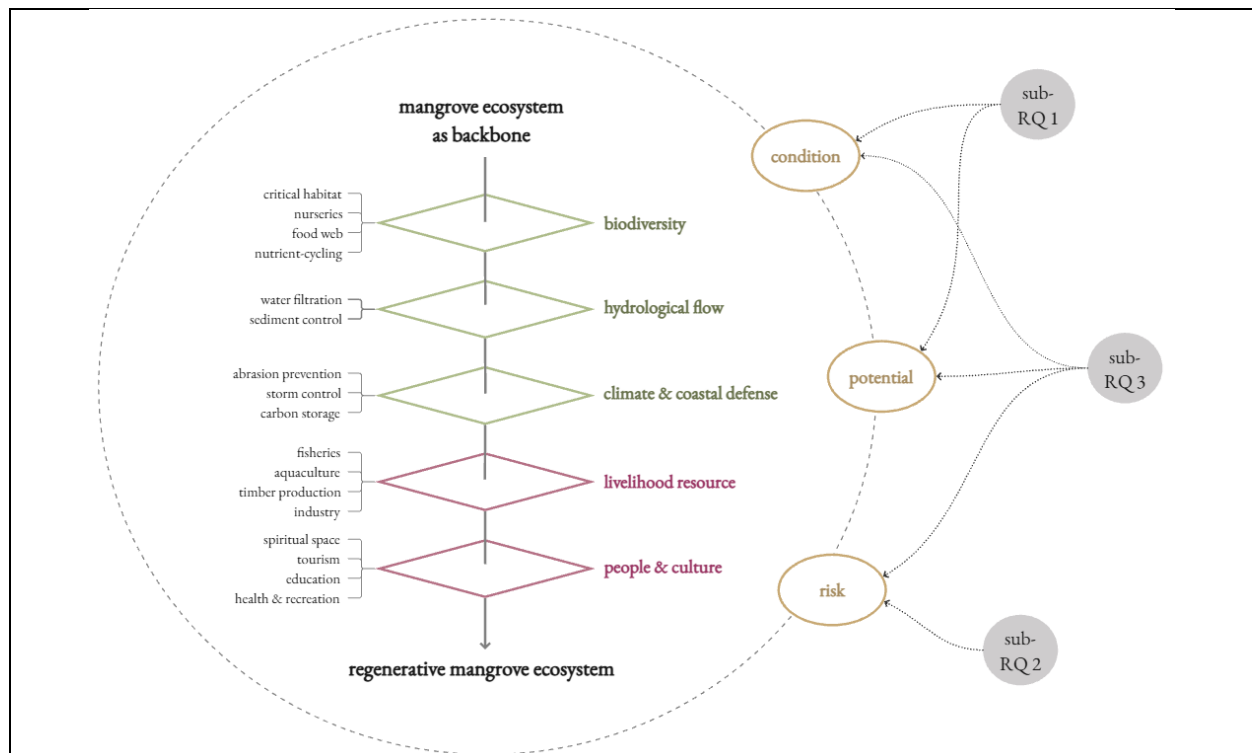 mangrove ecosystem
as backbone
critical habitat
nurseries
food web
nutrient-cycling
biodiversity
water filtration
sediment control
hydrological flow
abrasion prevention
storm control
carbon storage
climate & coastal defense
fisheries
aquaculture
timber production
industry
livelihood resource
spiritual space
tourism
education
health & recreation
people & culture
regenerative mangrove ecosystem
condition
potential
risk
sub-
RQ 1
sub-
RQ 3
sub-
RQ 2